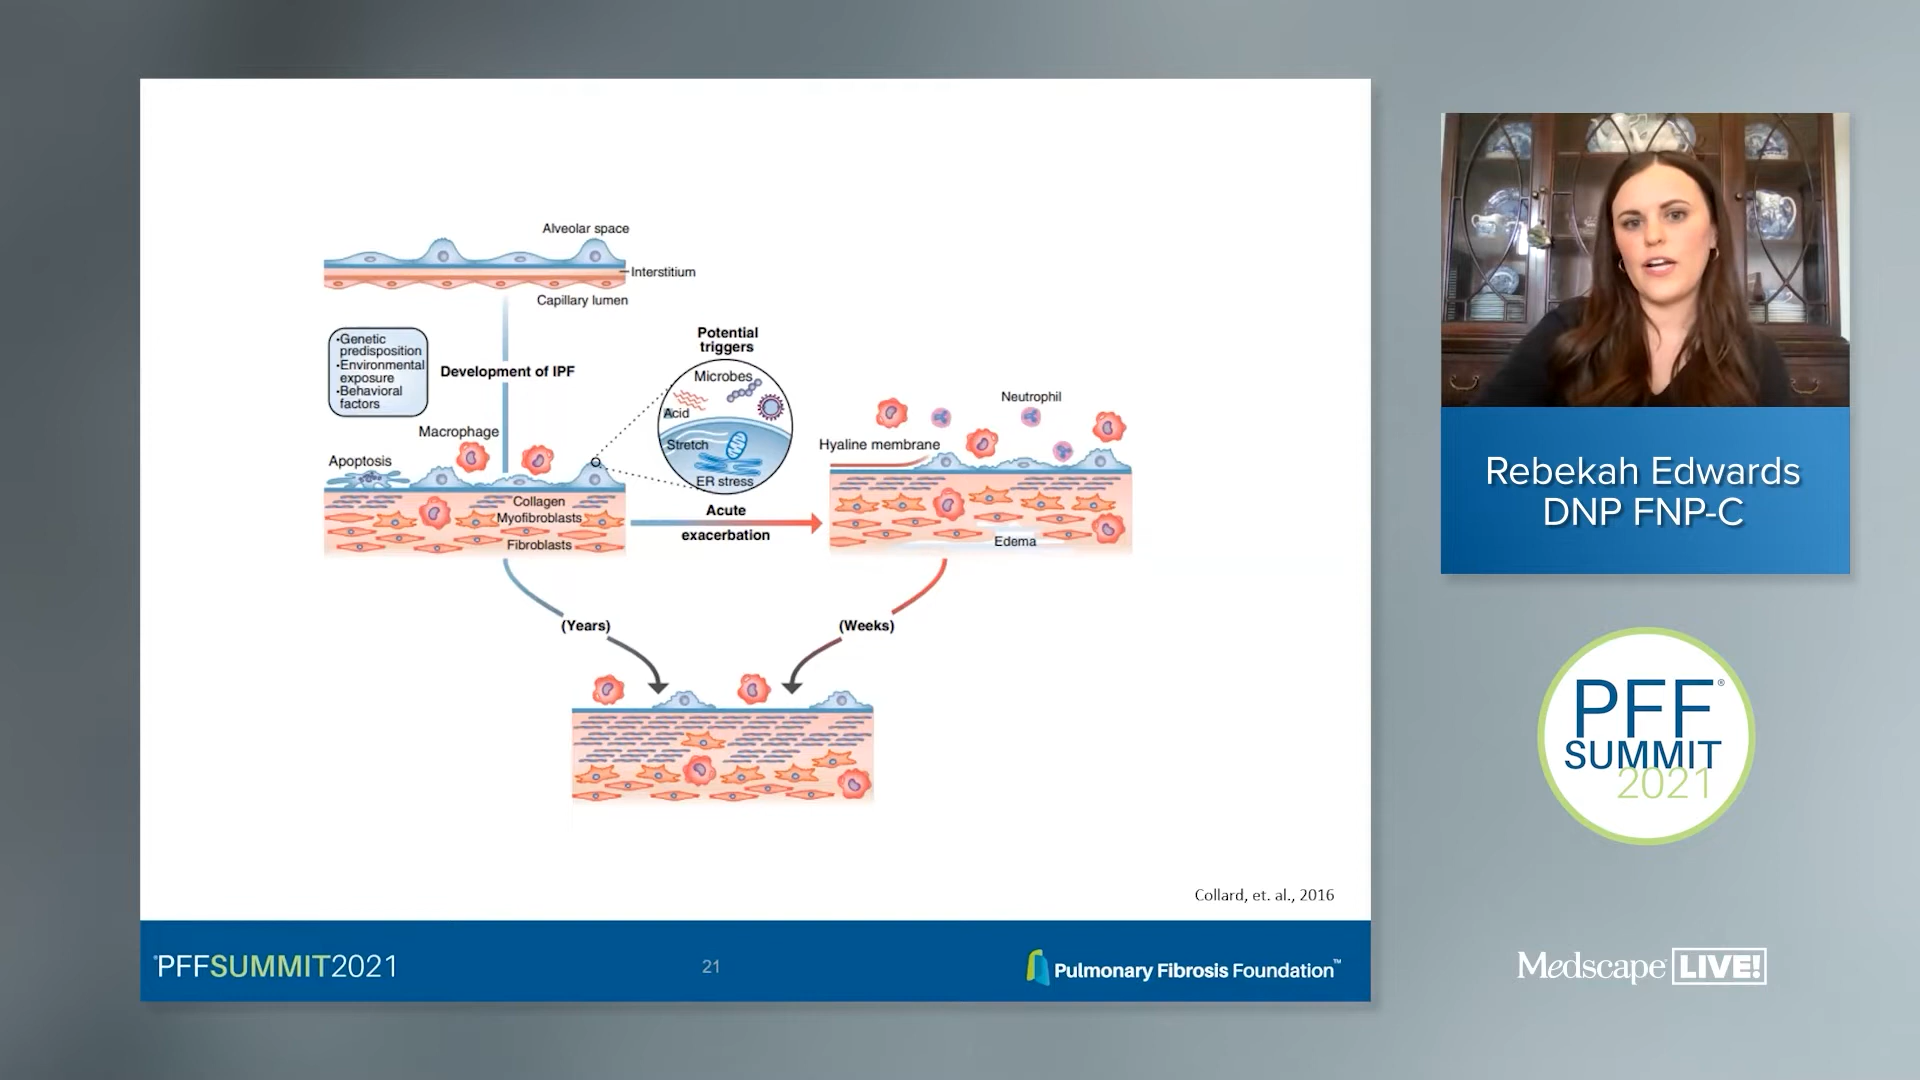 Alveolar space
Interstitium
Capillary lumen
•Genetic
predisposition
•Environmental
exposure
•Behavioral
factors
Development of IPF
Potential
triggers
Microbes
Acid
Stretch
ER stress
Macrophage
Apoptosis
Collagen
Myofibroblasts
Fibroblasts
Acute
exacerbation
Neutrophil
Hyaline membrane
Edema
(Years)
(Weeks)
Collard, et. al., 2016
PFFSUMMIT2021
21
Pulmonary Fibrosis Foundation™
Rebekah Edwards
DNP FNP-C
PFF®
SUMMIT
2021
Medscape LIVE!